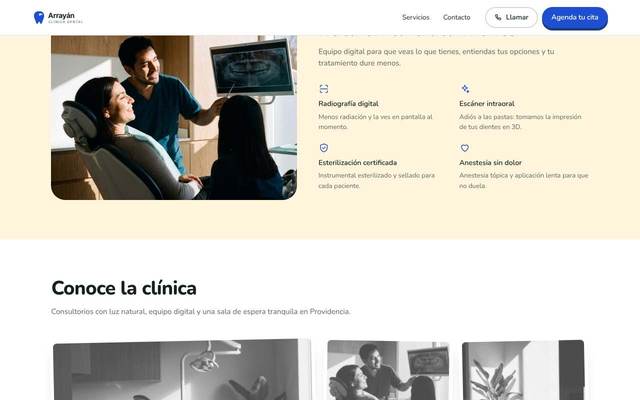 Arrayán
CLÍNICA DENTAL
Servicios
Contacto
Llamar
Agenda tu cita
Equipo digital para que veas lo que tienes, entiendas tus opciones y tu
tratamiento dure menos.
Radiografía digital
Menos radiación y la ves en pantalla al
momento.
Escáner intraoral
Adiós a las pastas: tomamos la impresión
de tus dientes en 3D.
Esterilización certificada
Instrumental esterilizado y sellado para
cada paciente.
Anestesia sin dolor
Anestesia tópica y aplicación lenta para que
no duela.
Conoce la clínica
Consultorios con luz natural, equipo digital y una sala de espera tranquila en Providencia.